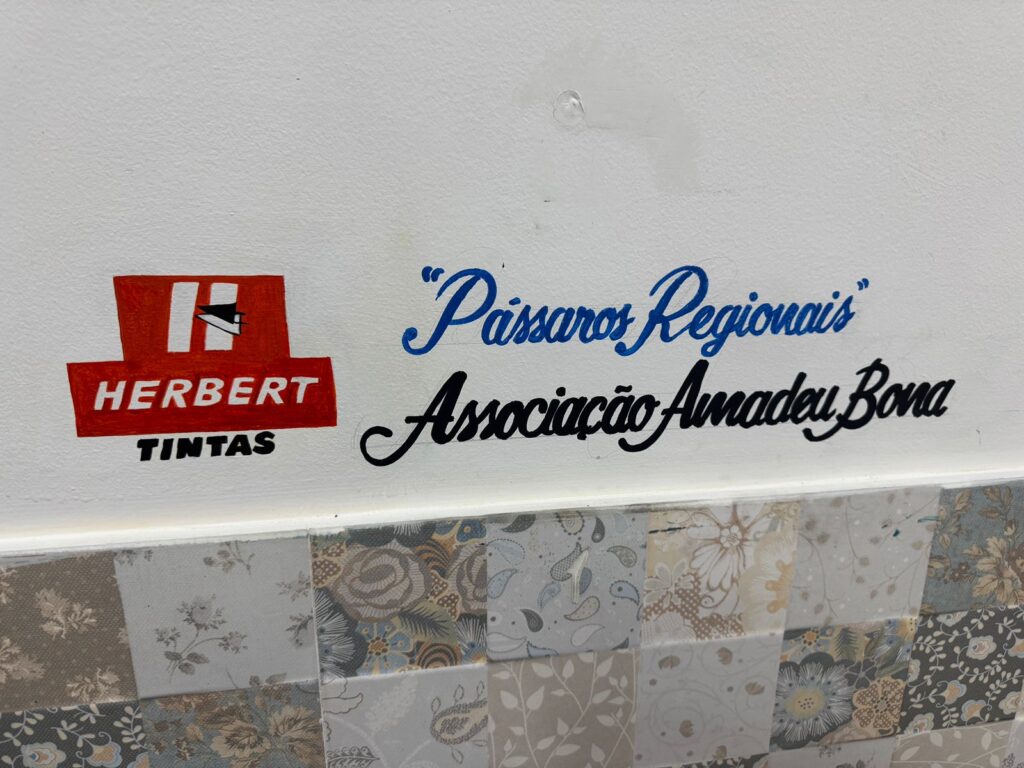 H
HERBERT
TINTAS
"Pássaros Regionais"
Associação Amadeu Bona